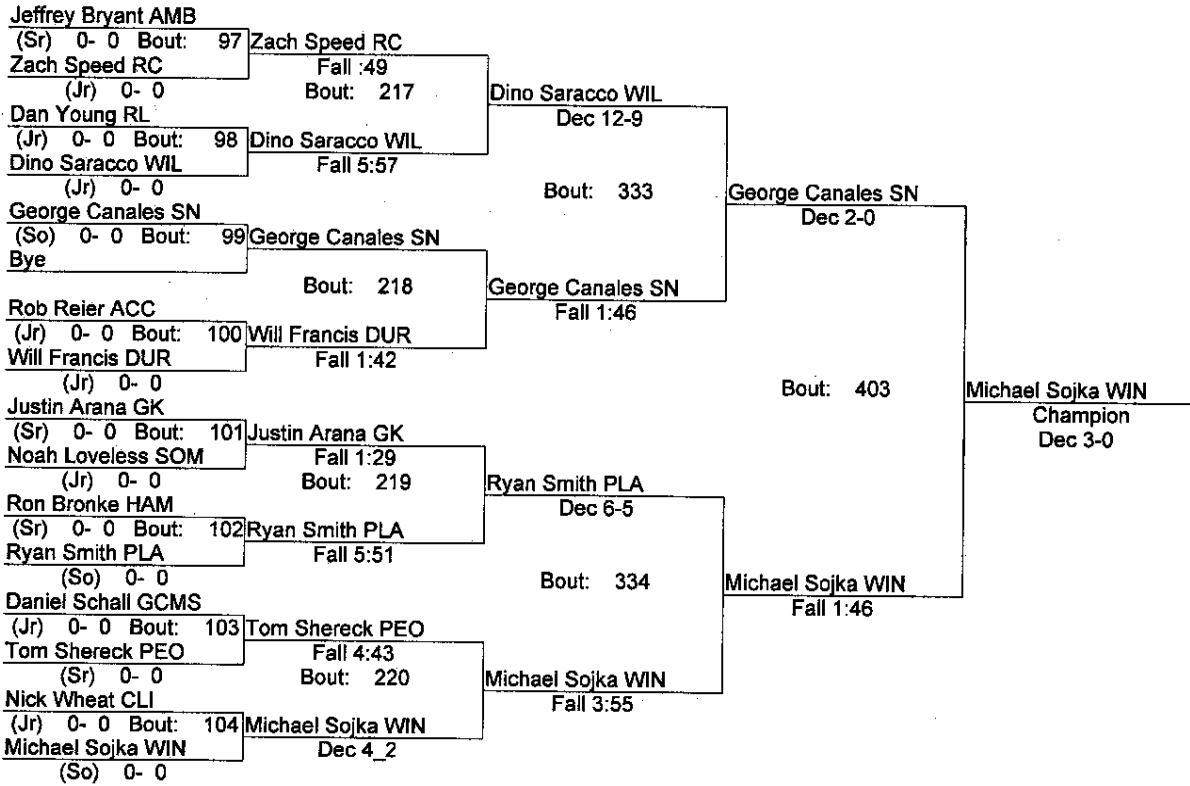 Jeffrey Bryant AMB
(Sr) 0- 0 Bout: 97
Zach Speed RC
(Jr) 0- 0
Dan Young RL
(Jr) 0- 0 Bout: 98
Dino Saracco WIL
(Jr) 0- 0
George Canales SN
(So) 0- 0 Bout: 99
Bye
Rob Reier ACC
(Jr) 0- 0 Bout: 100
Will Francis DUR
(Jr) 0- 0
Justin Arana GK
(Sr) 0- 0 Bout: 101
Noah Loveless SOM
(Jr) 0- 0
Ron Bronke HAM
(Sr) 0- 0 Bout: 102
Ryan Smith PLA
(So) 0- 0
Daniel Schall GCMS
(Jr) 0- 0 Bout: 103
Tom Shereck PEO
(Sr) 0- 0
Nick Wheat CLI
(Jr) 0- 0 Bout: 104
Michael Sojka WIN
(So) 0- 0
Zach Speed RC
Fall :49
Bout: 217
Dino Saracco WIL
Fall 5:57
George Canales SN
Bout: 218
Will Francis DUR
Fall 1:42
Justin Arana GK
Fall 1:29
Bout: 219
Ryan Smith PLA
Fall 5:51
Tom Shereck PEO
Fall 4:43
Bout: 220
Michael Sojka WIN
Dec 4_2
Dino Saracco WIL
Dec 12-9
Bout: 333
George Canales SN
Fall 1:46
Ryan Smith PLA
Dec 6-5
Bout: 334
Michael Sojka WIN
Fall 3:55
George Canales SN
Dec 2-0
Bout: 403
Michael Sojka WIN
Fall 1:46
Michael Sojka WIN
Champion
Dec 3-0